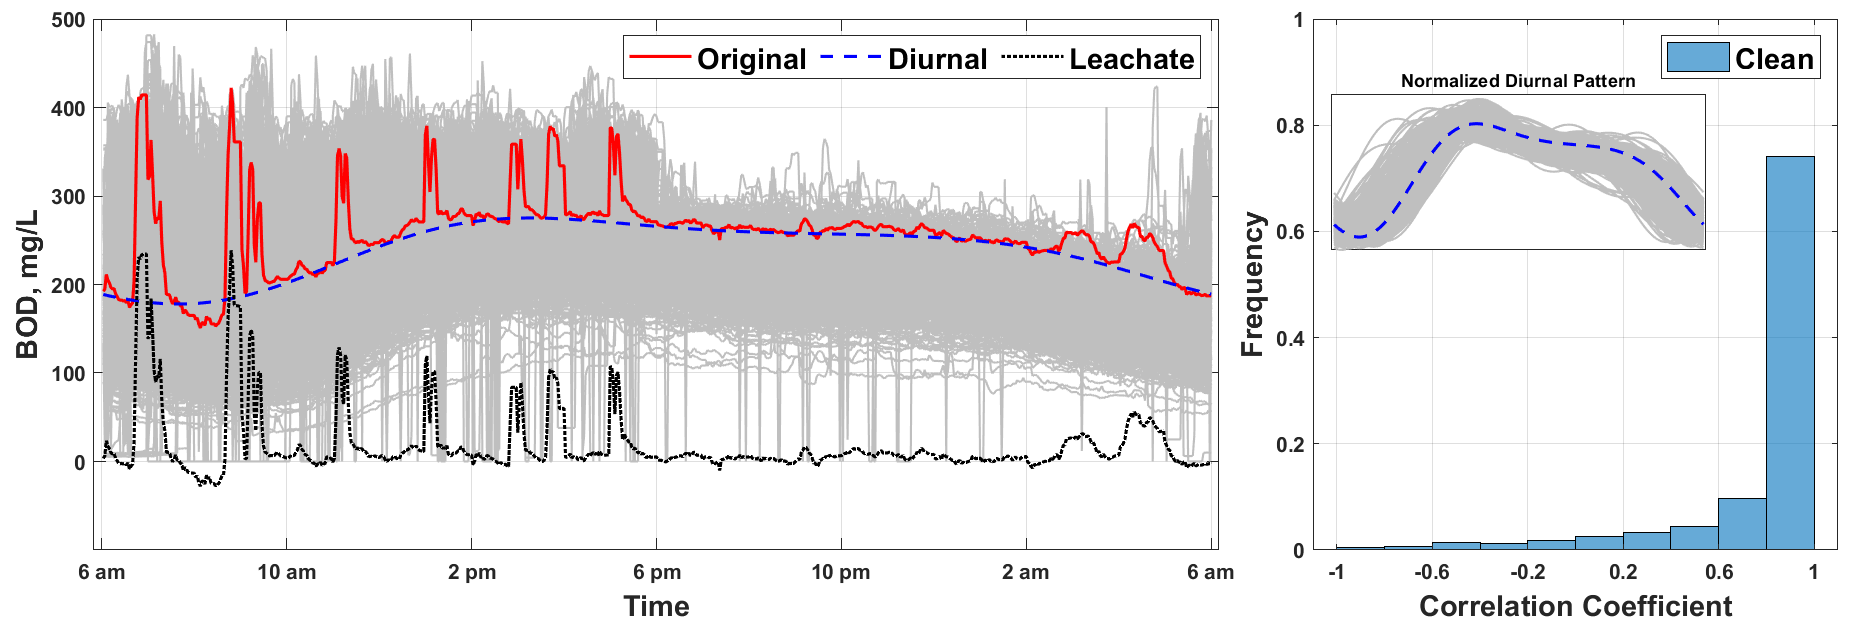 500
400
300
200
100
0
BOD, mg/L
Original Diurnal Leachate
6 am 10 am 2 pm 6 pm 10 pm 2 am 6 am
Time
1
0.8
0.6
0.4
0.2
0
Frequency
Clean
Normalized Diurnal Pattern
-1 -0.6 -0.2 0.2 0.6 1
Correlation Coefficient